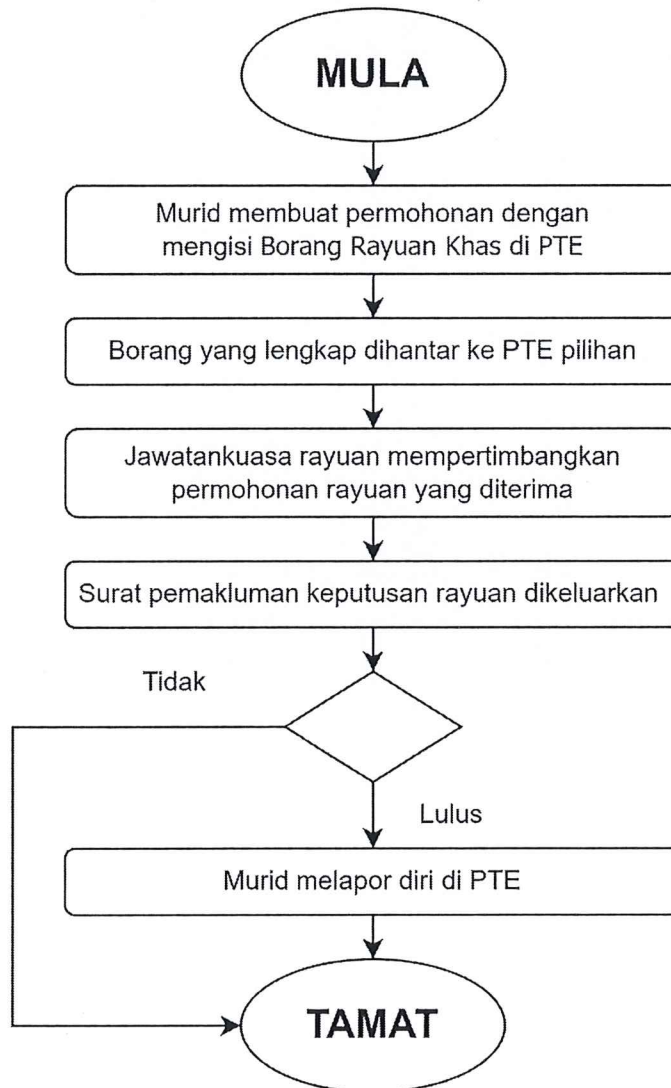 MULA
Murid membuat permohonan dengan
mengisi Borang Rayuan Khas di PTE
Borang yang lengkap dihantar ke PTE pilihan
Jawatankuasa rayuan mempertimbangkan
permohonan rayuan yang diterima
Surat pemakluman keputusan rayuan dikeluarkan
Tidak
Lulus
Murid melapor diri di PTE
TAMAT